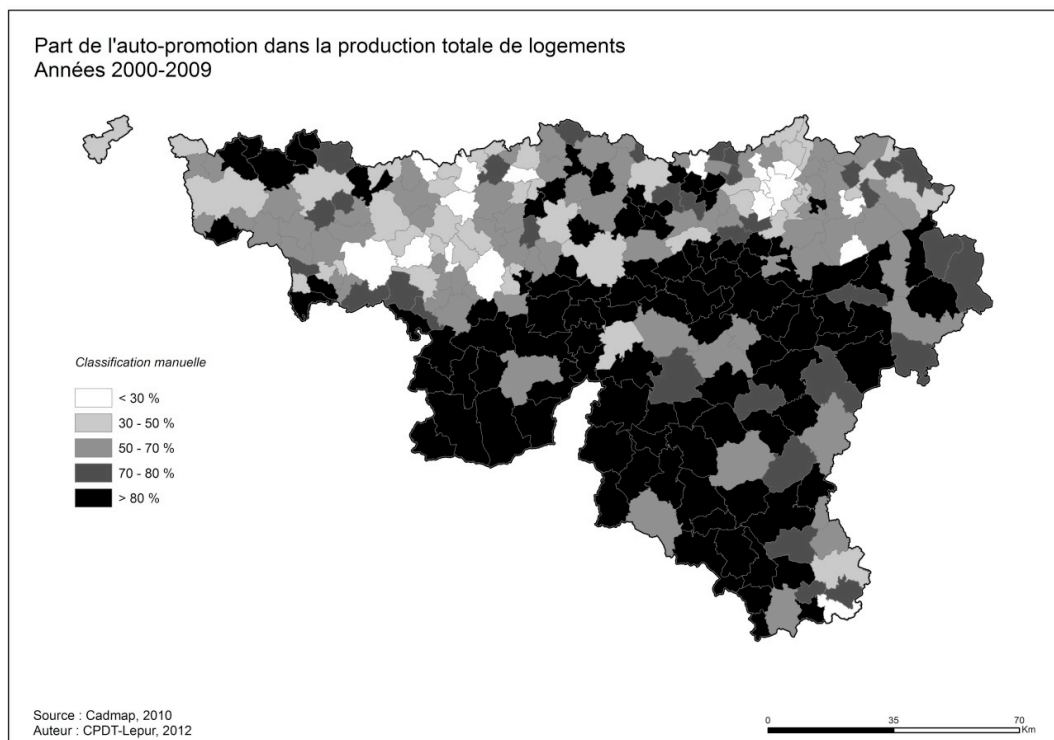 Part de l'auto-promotion dans la production totale de logements
Années 2000-2009
Classification manuelle
< 30 %
30 - 50 %
50 - 70 %
70 - 80 %
> 80 %
Source : Cadmap, 2010
Auteur : CPDT-Lepur, 2012
0 35 70
Km